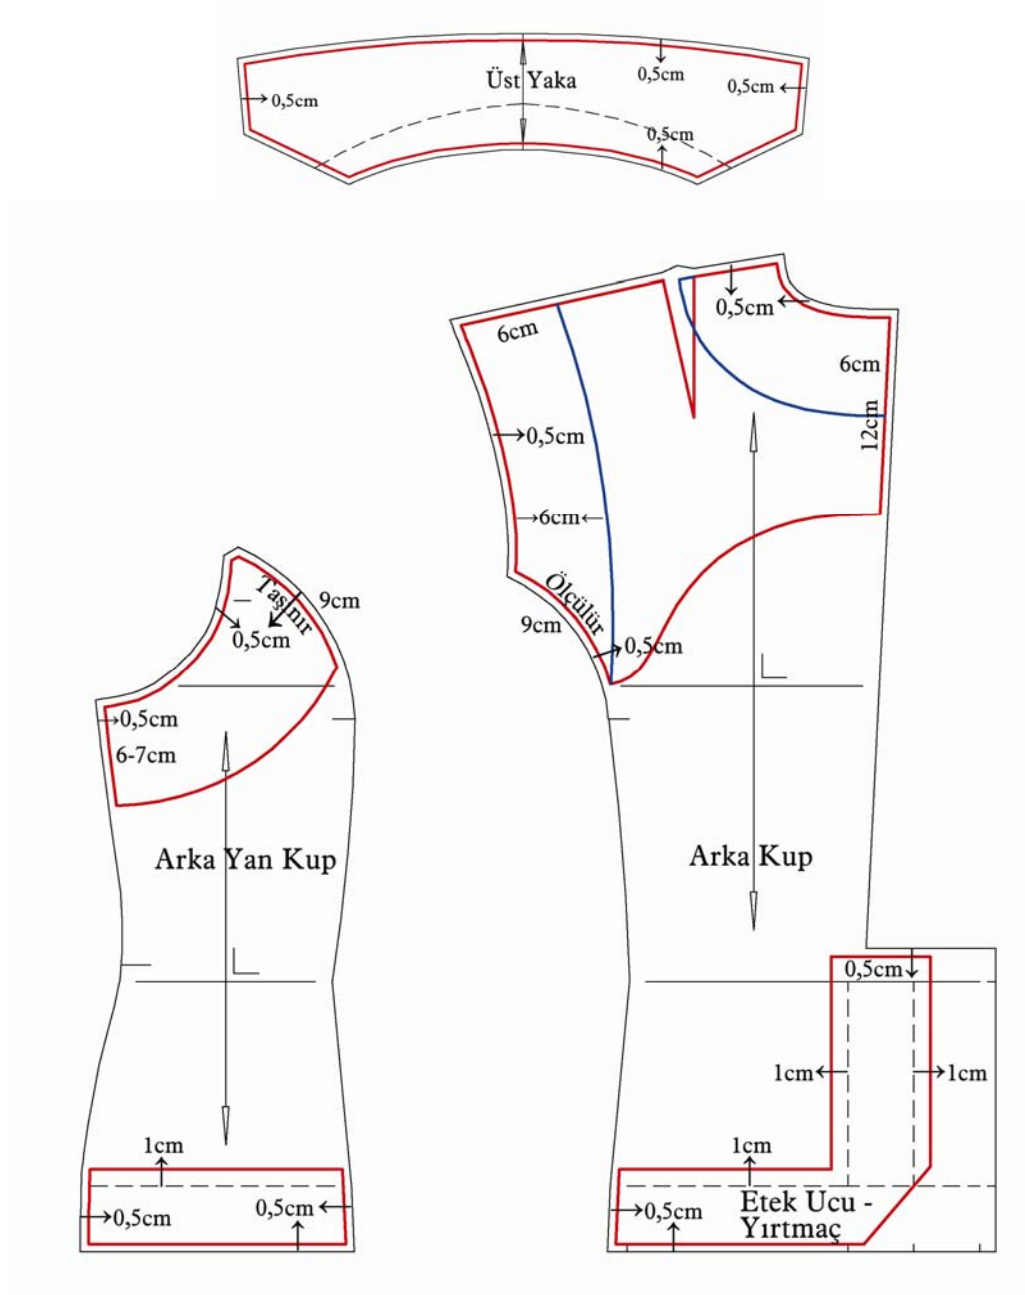 Üst Yaka
0,5cm
0,5cm
0,5cm
0,5cm
0,5cm
6cm
6cm
12cm
0,5cm
6cm
Ölçülür
9cm
0,5cm
Taşınır
9cm
0,5cm
0,5cm
6-7cm
Arka Yan Kup
Arka Kup
0,5cm
1cm
1cm
1cm
0,5cm
0,5cm
1cm
0,5cm
Etek Ucu -
Yırtmaç